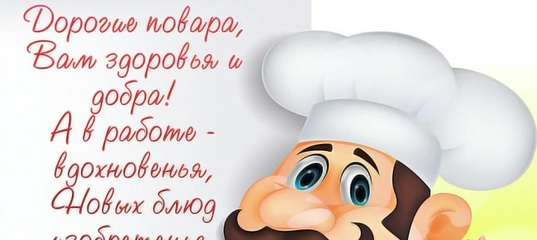 Дорогие повара,
Вам здоровья и
добра!
А в работе -
вдохновенья,
Новых блюд